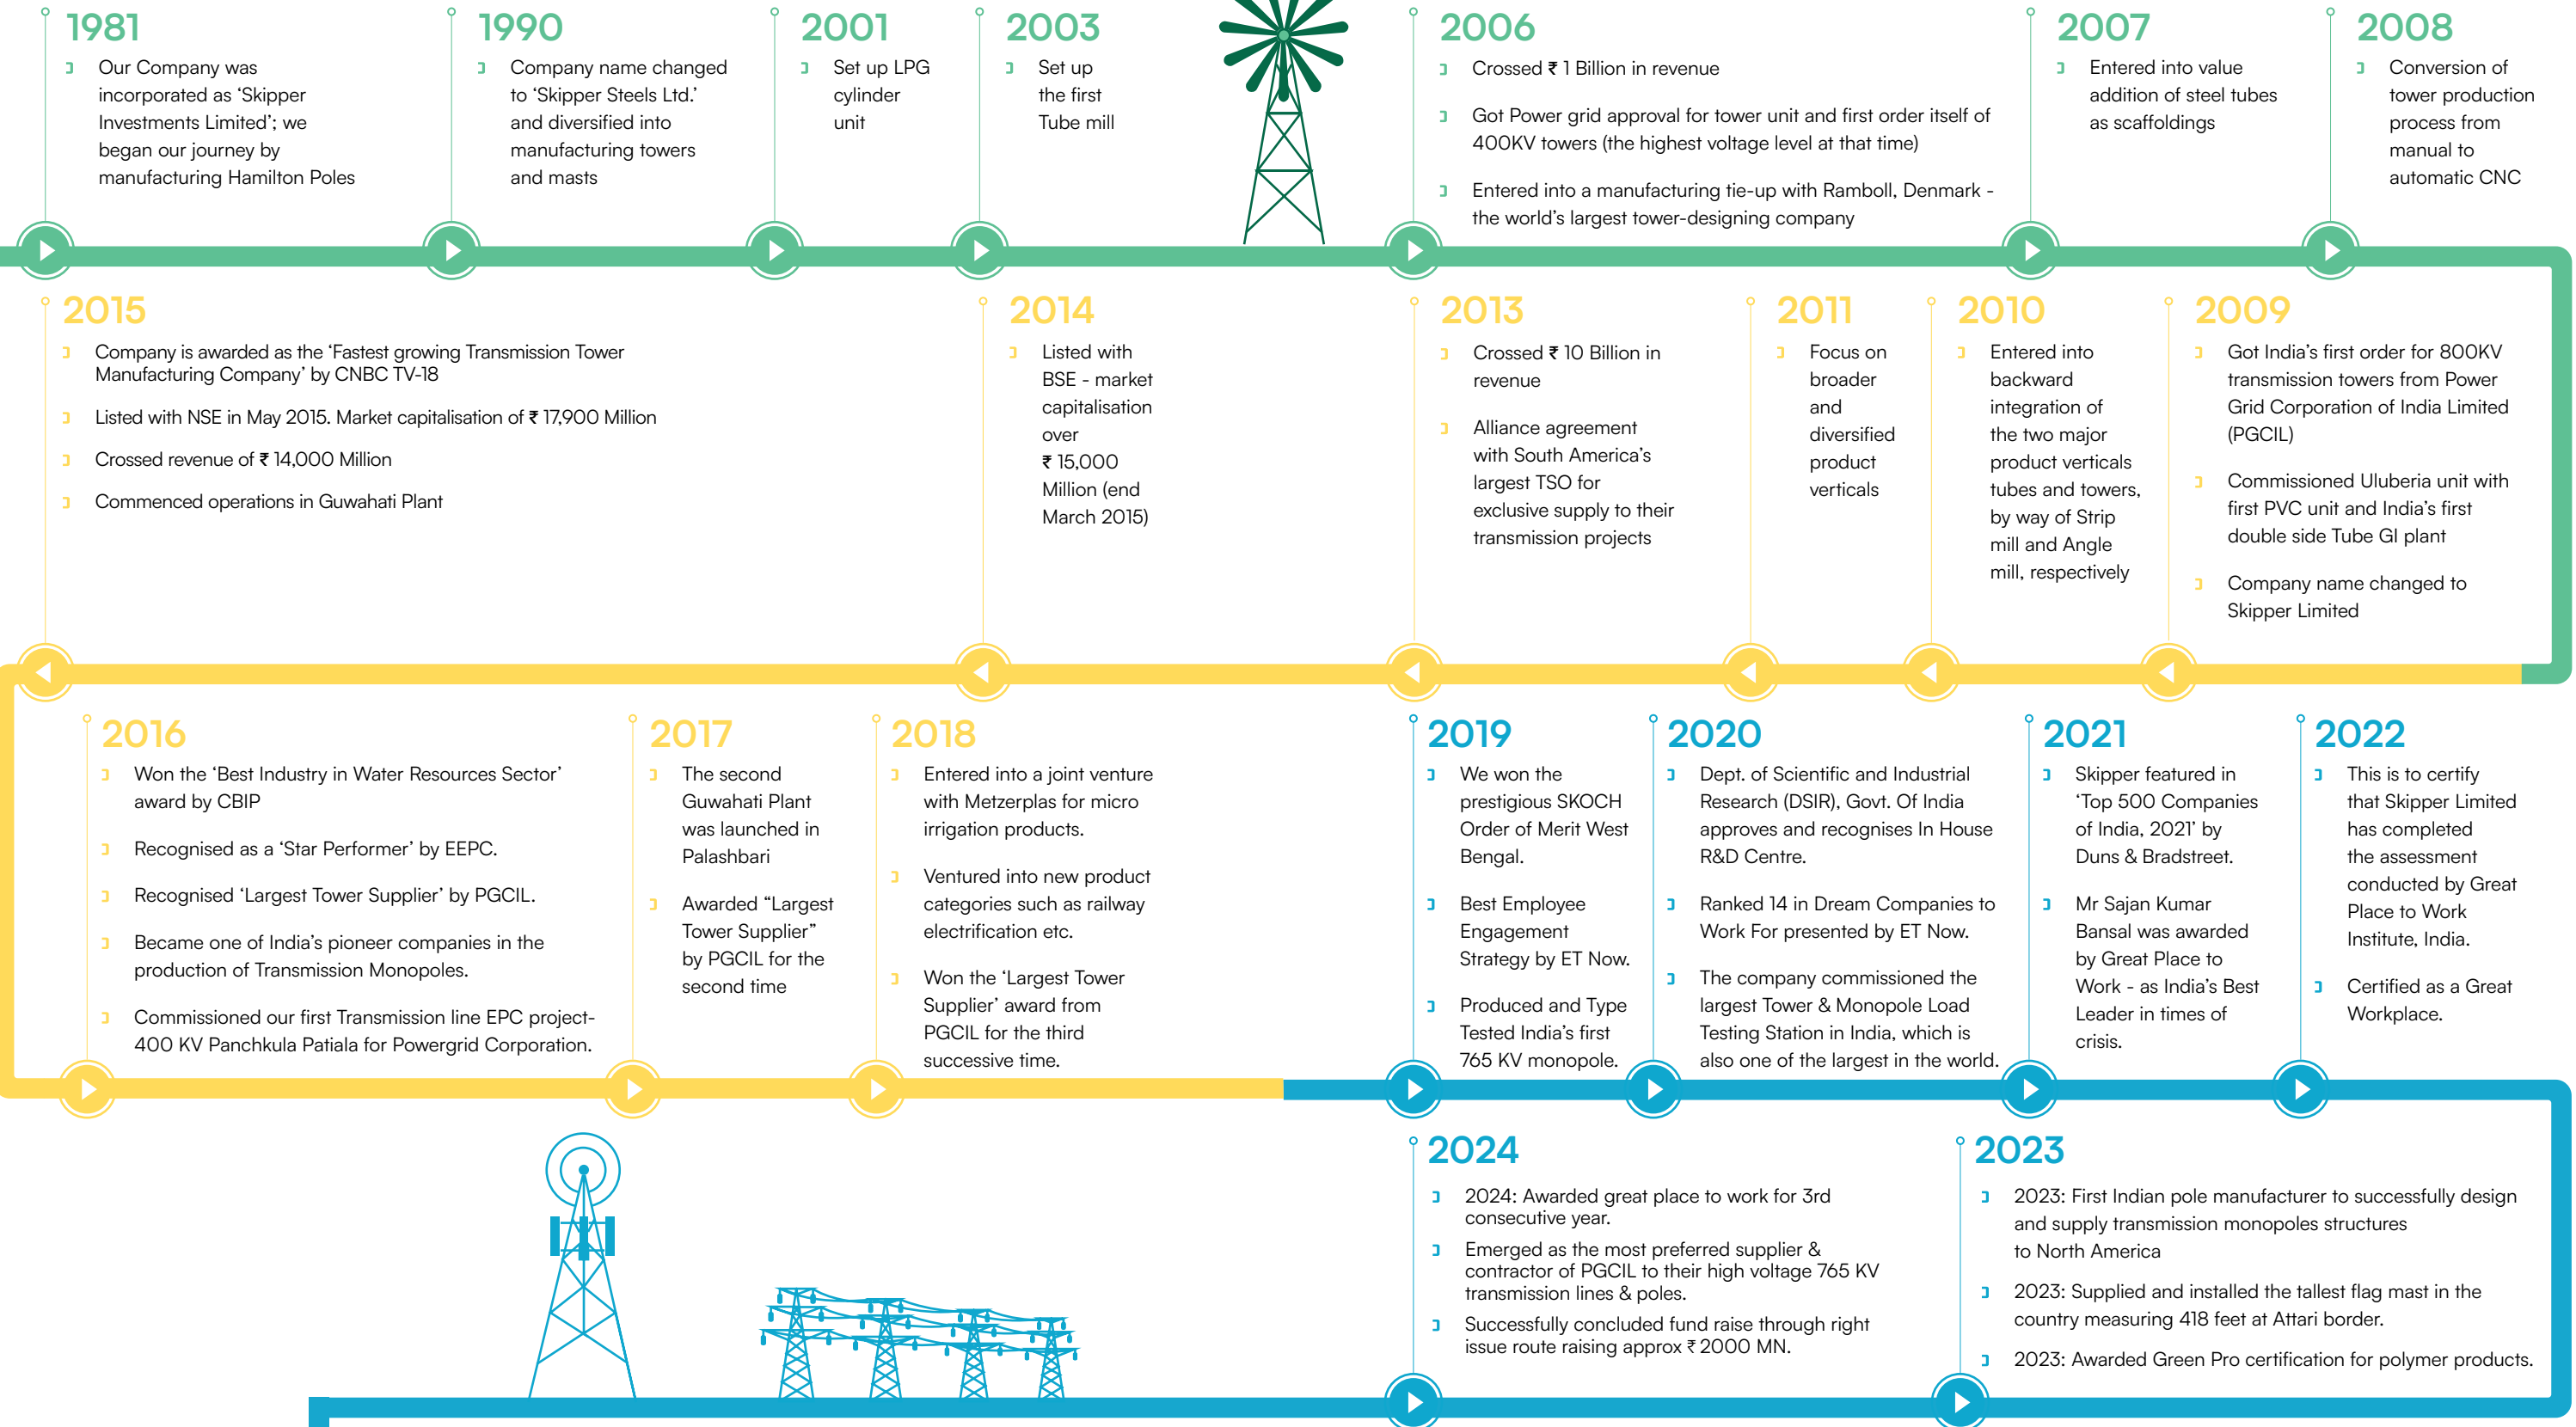 1981
Our Company was
incorporated as ‘Skipper
Investments Limited’; we
began our journey by
manufacturing Hamilton Poles
1990
Company name changed
to ‘Skipper Steels Ltd.’
and diversified into
manufacturing towers
and masts
2001
Set up LPG
cylinder
unit
2003
Set up
the first
Tube mill
2006
Crossed ₹ 1 Billion in revenue
Got Power grid approval for tower unit and first order itself of
400KV towers (the highest voltage level at that time)
Entered into a manufacturing tie-up with Ramboll, Denmark -
the world’s largest tower-designing company
2007
Entered into value
addition of steel tubes
as scaffoldings
2008
Conversion of
tower production
process from
manual to
automatic CNC
2009
Got India’s first order for 800KV
transmission towers from Power
Grid Corporation of India Limited
(PGCIL)
Commissioned Uluberia unit with
first PVC unit and India’s first
double side Tube GI plant
Company name changed to
Skipper Limited
2010
Entered into
backward
integration of
the two major
product verticals
tubes and towers,
by way of Strip
mill and Angle
mill, respectively
2011
Focus on
broader
and
diversified
product
verticals
2013
Crossed ₹ 10 Billion in
revenue
Alliance agreement
with South America’s
largest TSO for
exclusive supply to their
transmission projects
2014
Listed with
BSE - market
capitalisation
over
₹ 15,000
Million (end
March 2015)
2015
Company is awarded as the ‘Fastest growing Transmission Tower
Manufacturing Company’ by CNBC TV-18
Listed with NSE in May 2015. Market capitalisation of ₹ 17,900 Million
Crossed revenue of ₹ 14,000 Million
Commenced operations in Guwahati Plant
2016
Won the ‘Best Industry in Water Resources Sector’
award by CBIP
Recognised as a ‘Star Performer’ by EEPC.
Recognised ‘Largest Tower Supplier’ by PGCIL.
Became one of India’s pioneer companies in the
production of Transmission Monopoles.
Commissioned our first Transmission line EPC project-
400 KV Panchkula Patiala for Powergrid Corporation.
2017
The second
Guwahati Plant
was launched in
Palashbari
Awarded “Largest
Tower Supplier”
by PGCIL for the
second time
2018
Entered into a joint venture
with Metzerplas for micro
irrigation products.
Ventured into new product
categories such as railway
electrification etc.
Won the ‘Largest Tower
Supplier’ award from
PGCIL for the third
successive time.
2019
We won the
prestigious SKOCH
Order of Merit West
Bengal.
Best Employee
Engagement
Strategy by ET Now.
Produced and Type
Tested India’s first
765 KV monopole.
2020
Dept. of Scientific and Industrial
Research (DSIR), Govt. Of India
approves and recognises In House
R&D Centre.
Ranked 14 in Dream Companies to
Work For presented by ET Now.
The company commissioned the
largest Tower & Monopole Load
Testing Station in India, which is
also one of the largest in the world.
2021
Skipper featured in
‘Top 500 Companies
of India, 2021’ by
Duns & Bradstreet.
Mr Sajan Kumar
Bansal was awarded
by Great Place to
Work - as India’s Best
Leader in times of
crisis.
2022
This is to certify
that Skipper Limited
has completed
the assessment
conducted by Great
Place to Work
Institute, India.
Certified as a Great
Workplace.
2023
2023: First Indian pole manufacturer to successfully design
and supply transmission monopoles structures
to North America
2023: Supplied and installed the tallest flag mast in the
country measuring 418 feet at Attari border.
2023: Awarded Green Pro certification for polymer products.
2024
2024: Awarded great place to work for 3rd
consecutive year.
Emerged as the most preferred supplier &
contractor of PGCIL to their high voltage 765 KV
transmission lines & poles.
Successfully concluded fund raise through right
issue route raising approx ₹ 2000 MN.